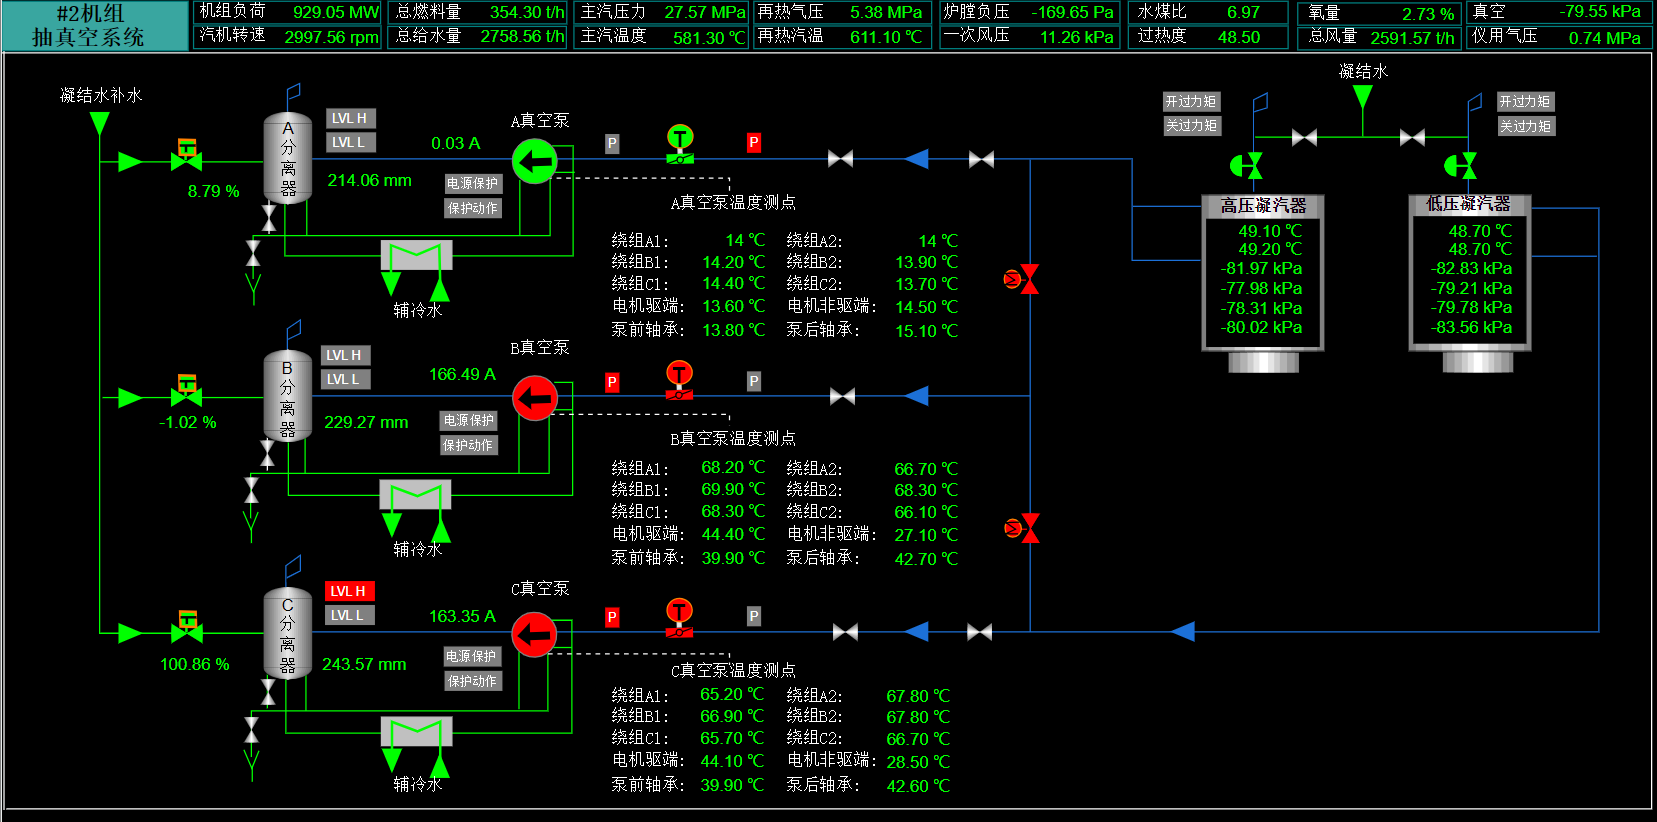 #2机组
抽真空系统
机组负荷 929.05 MW
总燃料量 354.30 t/h
主汽压力 27.57 MPa
再热气压 5.38 MPa
炉膛负压 -169.65 Pa
水煤比 6.97
氧量 2.73 %
真空 -79.55 kPa
汽机转速 2997.56 rpm
总给水量 2758.56 t/h
主汽温度 581.30 ℃
再热汽温 611.10 ℃
一次风压 11.26 kPa
过热度 48.50
总风量 2591.57 t/h
仪用气压 0.74 MPa
凝结水补水
8.79 %
A分离器
LVL H
LVL L
214.06 mm
0.03 A
A真空泵
电源保护
保护动作
P
T
P
A真空泵温度测点
辅冷水
绕组A1: 14 ℃ 绕组A2: 14 ℃
绕组B1: 14.20 ℃ 绕组B2: 13.90 ℃
绕组C1: 14.40 ℃ 绕组C2: 13.70 ℃
电机驱端: 13.60 ℃ 电机非驱端: 14.50 ℃
泵前轴承: 13.80 ℃ 泵后轴承: 15.10 ℃
T
-1.02 %
B分离器
LVL H
LVL L
229.27 mm
166.49 A
B真空泵
电源保护
保护动作
P
T
P
B真空泵温度测点
辅冷水
绕组A1: 68.20 ℃ 绕组A2: 66.70 ℃
绕组B1: 69.90 ℃ 绕组B2: 68.30 ℃
绕组C1: 68.30 ℃ 绕组C2: 66.10 ℃
电机驱端: 44.40 ℃ 电机非驱端: 27.10 ℃
泵前轴承: 39.90 ℃ 泵后轴承: 42.70 ℃
T
100.86 %
C分离器
LVL H
LVL L
243.57 mm
163.35 A
C真空泵
电源保护
保护动作
P
T
P
C真空泵温度测点
辅冷水
绕组A1: 65.20 ℃ 绕组A2: 67.80 ℃
绕组B1: 66.90 ℃ 绕组B2: 67.80 ℃
绕组C1: 65.70 ℃ 绕组C2: 66.70 ℃
电机驱端: 44.10 ℃ 电机非驱端: 28.50 ℃
泵前轴承: 39.90 ℃ 泵后轴承: 42.60 ℃
T
凝结水
开过力矩
关过力矩
开过力矩
关过力矩
高压凝汽器
49.10 ℃
49.20 ℃
-81.97 kPa
-77.98 kPa
-78.31 kPa
-80.02 kPa
低压凝汽器
48.70 ℃
48.70 ℃
-82.83 kPa
-79.21 kPa
-79.78 kPa
-83.56 kPa